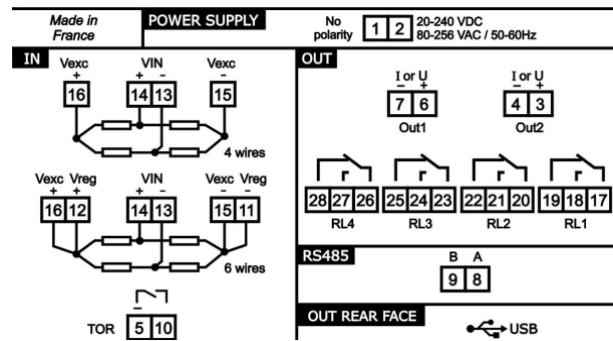 Made in
France
POWER SUPPLY
No
polarity
1 2
20-240 VDC
80-256 VAC / 50-60Hz
IN
Vexc VIN Vexc
+ + - -
16 14 13 15
4 wires
Vexc Vreg VIN Vexc Vreg
+ + + - - -
16 12 14 13 15 11
6 wires
TOR - 5 10
OUT
I or U I or U
- + - +
7 6 4 3
Out1 Out2
28 27 26 25 24 23 22 21 20 19 18 17
RL4 RL3 RL2 RL1
RS485
B A
9 8
OUT REAR FACE
USB